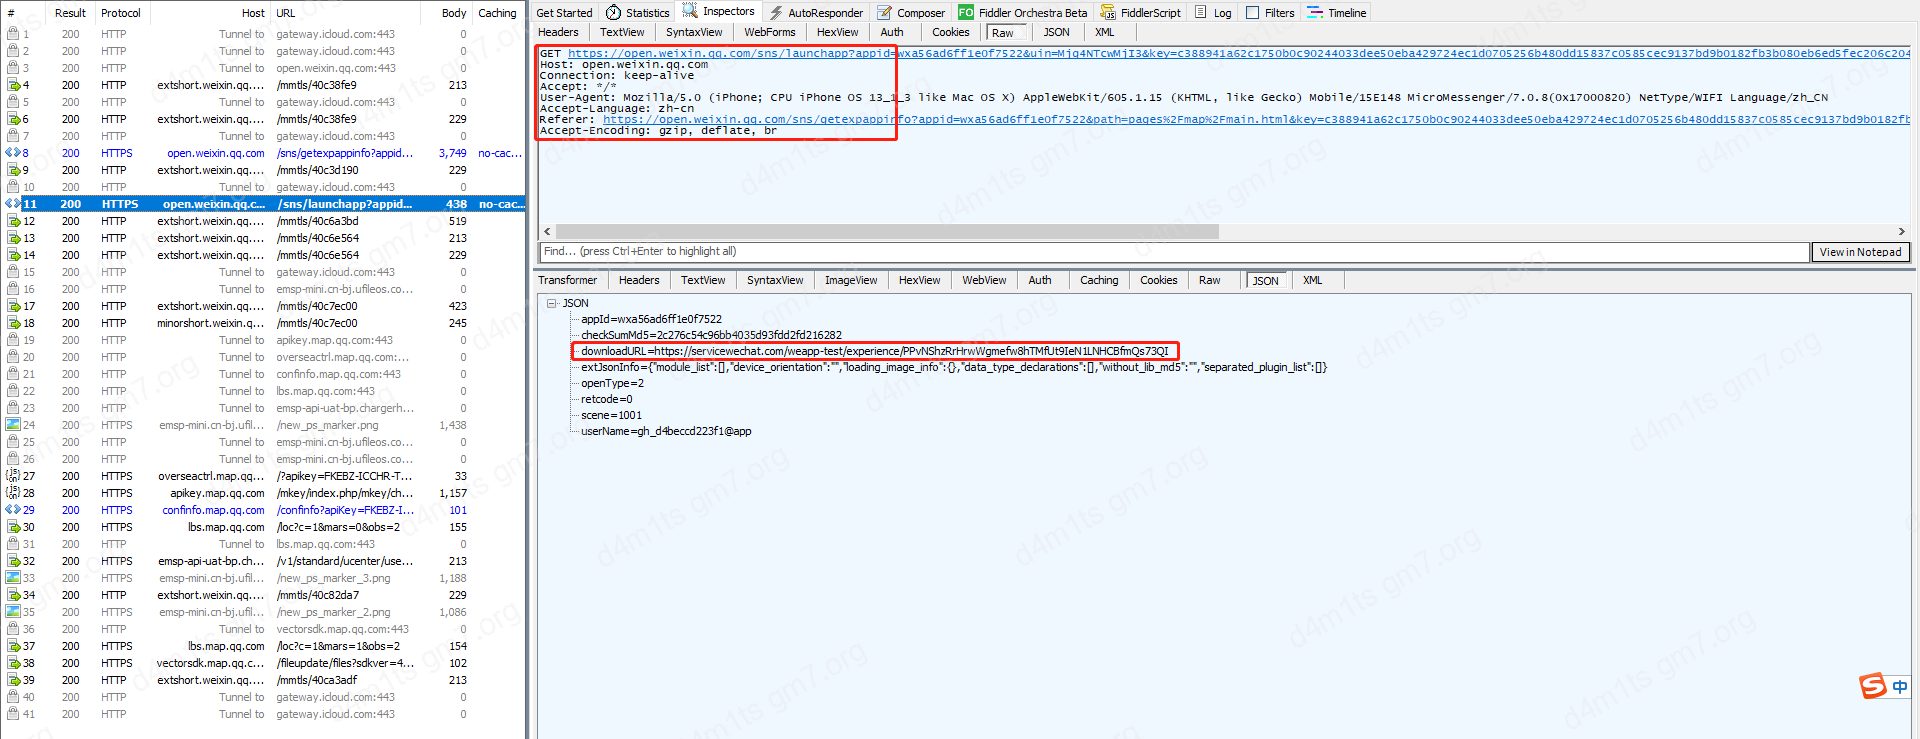 # Result Protocol Host URL Body Caching
1 200 HTTP Tunnel to gateway.icloud.com:443 0
2 200 HTTP Tunnel to gateway.icloud.com:443 0
3 200 HTTP Tunnel to open.weixin.qq.com:443 0
4 200 HTTP extshort.weixin.qq.... /mmtls/40c38fe9 213
5 200 HTTP Tunnel to gateway.icloud.com:443 0
6 200 HTTP extshort.weixin.qq.... /mmtls/40c38fe9 229
7 200 HTTP Tunnel to gateway.icloud.com:443 0
8 200 HTTPS open.weixin.qq.com /sns/getexpappinfo?appid... 3,749 no-cac...
9 200 HTTP extshort.weixin.qq.... /mmtls/40c3d190 229
10 200 HTTP Tunnel to gateway.icloud.com:443 0
11 200 HTTPS open.weixin.qq.c... /sns/launchapp?appid... 438 no-cac...
12 200 HTTP extshort.weixin.qq.... /mmtls/40c6a3bd 519
13 200 HTTP extshort.weixin.qq.... /mmtls/40c6e564 213
14 200 HTTP extshort.weixin.qq.... /mmtls/40c6e564 229
15 200 HTTP Tunnel to gateway.icloud.com:443 0
16 200 HTTP Tunnel to emsp-mini.cn-bj.ufileos.co... 0
17 200 HTTP extshort.weixin.qq.... /mmtls/40c7ec00 423
18 200 HTTP minorshort.weixin.q... /mmtls/40c7ec00 245
19 200 HTTP Tunnel to apikey.map.qq.com:443 0
20 200 HTTP Tunnel to overseactrl.map.qq.com:... 0
21 200 HTTP Tunnel to confinfo.map.qq.com:443 0
22 200 HTTP Tunnel to lbs.map.qq.com:443 0
23 200 HTTP Tunnel to emsp-api-uat-bp.chargerh... 0
24 200 HTTPS emsp-mini.cn-bj.ufil... /new_ps_marker.png 1,438
25 200 HTTP Tunnel to emsp-mini.cn-bj.ufileos.co... 0
26 200 HTTP Tunnel to emsp-mini.cn-bj.ufileos.co... 0
27 200 HTTPS overseactrl.map.qq... /?apikey=FKEBZ-ICCHR-T... 33
28 200 HTTPS apikey.map.qq.com /mkey/index.php/mkey/ch... 1,157
29 200 HTTPS confinfo.map.qq.com /confinfo?apiKey=FKEBZ-I... 101
30 200 HTTPS lbs.map.qq.com /loc?c=1&mars=0&obs=2 155
31 200 HTTP Tunnel to lbs.map.qq.com:443 0
32 200 HTTPS emsp-api-uat-bp.ch... /v1/standard/ucenter/use... 213
33 200 HTTPS emsp-mini.cn-bj.ufil... /new_ps_marker_3.png 1,188
34 200 HTTP extshort.weixin.qq.... /mmtls/40c82da7 229
35 200 HTTPS emsp-mini.cn-bj.ufil... /new_ps_marker_2.png 1,086
36 200 HTTP Tunnel to vectorsdk.map.qq.com:443 0
37 200 HTTPS lbs.map.qq.com /loc?c=1&mars=1&obs=2 154
38 200 HTTPS vectorsdk.map.qq.c... /fileupdate/files?sdkver=4... 102
39 200 HTTP extshort.weixin.qq.... /mmtls/40ca3adf 213
40 200 HTTP Tunnel to gateway.icloud.com:443 0
41 200 HTTP Tunnel to gateway.icloud.com:443 0
Get Started Statistics Inspectors AutoResponder Composer FO Fiddler Orchestra Beta FiddlerScript Log Filters Timeline
Headers TextView SyntaxView WebForms HexView Auth Cookies Raw JSON XML
GET https://open.weixin.qq.com/sns/launchapp?appid=wxa56ad6ff1e0f7522&uin=Mjq4NTcwMjI3&key=c388941a62c1750b0c90244033dee50eba429724ec1d0705256b480dd15837c0585cec9137bd9b0182fb3b080eb6ed5fec206c204
Host: open.weixin.qq.com
Connection: keep-alive
Accept: */*
User-Agent: Mozilla/5.0 (iPhone; CPU iPhone OS 13_1_3 like Mac OS X) AppleWebKit/605.1.15 (KHTML, like Gecko) Mobile/15E148 MicroMessenger/7.0.8(0x17000820) NetType/WIFI Language/zh_CN
Accept-Language: zh-cn
Referer: https://open.weixin.qq.com/sns/getexpappinfo?appid=wxa56ad6ff1e0f7522&path=pages%2Fmap%2Fmain.html&key=c388941a62c1750b0c90244033dee50eba429724ec1d0705256b480dd15837c0585cec9137bd9b0182fb
Accept-Encoding: gzip, deflate, br
Find... (press Ctrl+Enter to highlight all) View in Notepad
Transformer Headers TextView SyntaxView ImageView HexView WebView Auth Caching Cookies Raw JSON XML
JSON
appId=wxa56ad6ff1e0f7522
checkSumMd5=2c276c54c96bb4035d93fdd2fd216282
downloadURL=https://servicewechat.com/weapp-test/experience/PPvNShzRrHrwWgmefw8hTMfUt9IeN1LNHCBfmQs73QI
extJsonInfo={"module_list":[],"device_orientation":"","loading_image_info":{},"data_type_declarations":[],"without_lib_md5":"","separated_plugin_list":[]}
openType=2
retcode=0
scene=1001
userName=gh_d4beccd223f1@app
S 中
d4m1ts gm7.org